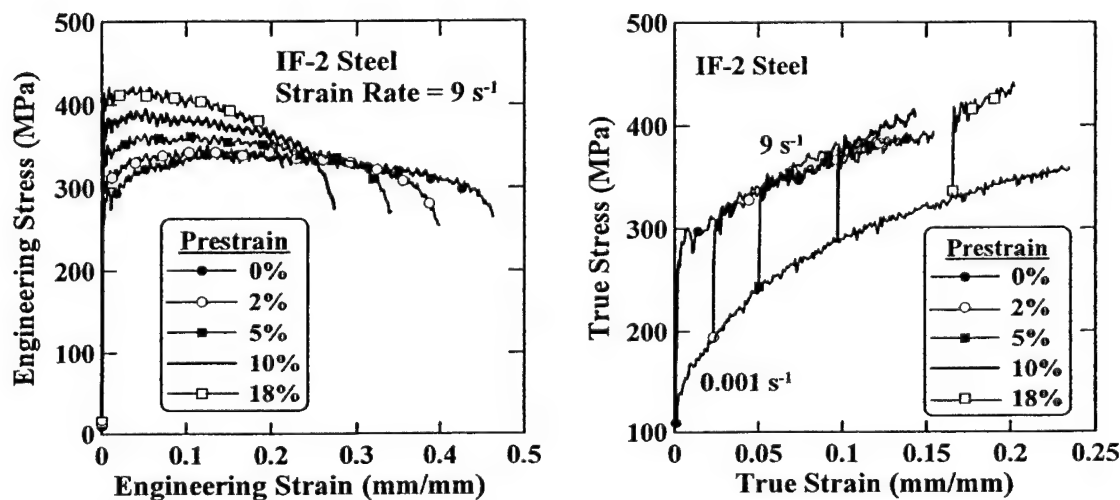 500
400
300
200
100
0
Engineering Stress (MPa)
IF-2 Steel
Strain Rate = 9 s⁻¹
Prestrain
0%
2%
5%
10%
18%
0 0.1 0.2 0.3 0.4 0.5
Engineering Strain (mm/mm)
500
400
300
200
100
True Stress (MPa)
IF-2 Steel
9 s⁻¹
0.001 s⁻¹
Prestrain
0%
2%
5%
10%
18%
0 0.05 0.1 0.15 0.2 0.25
True Strain (mm/mm)